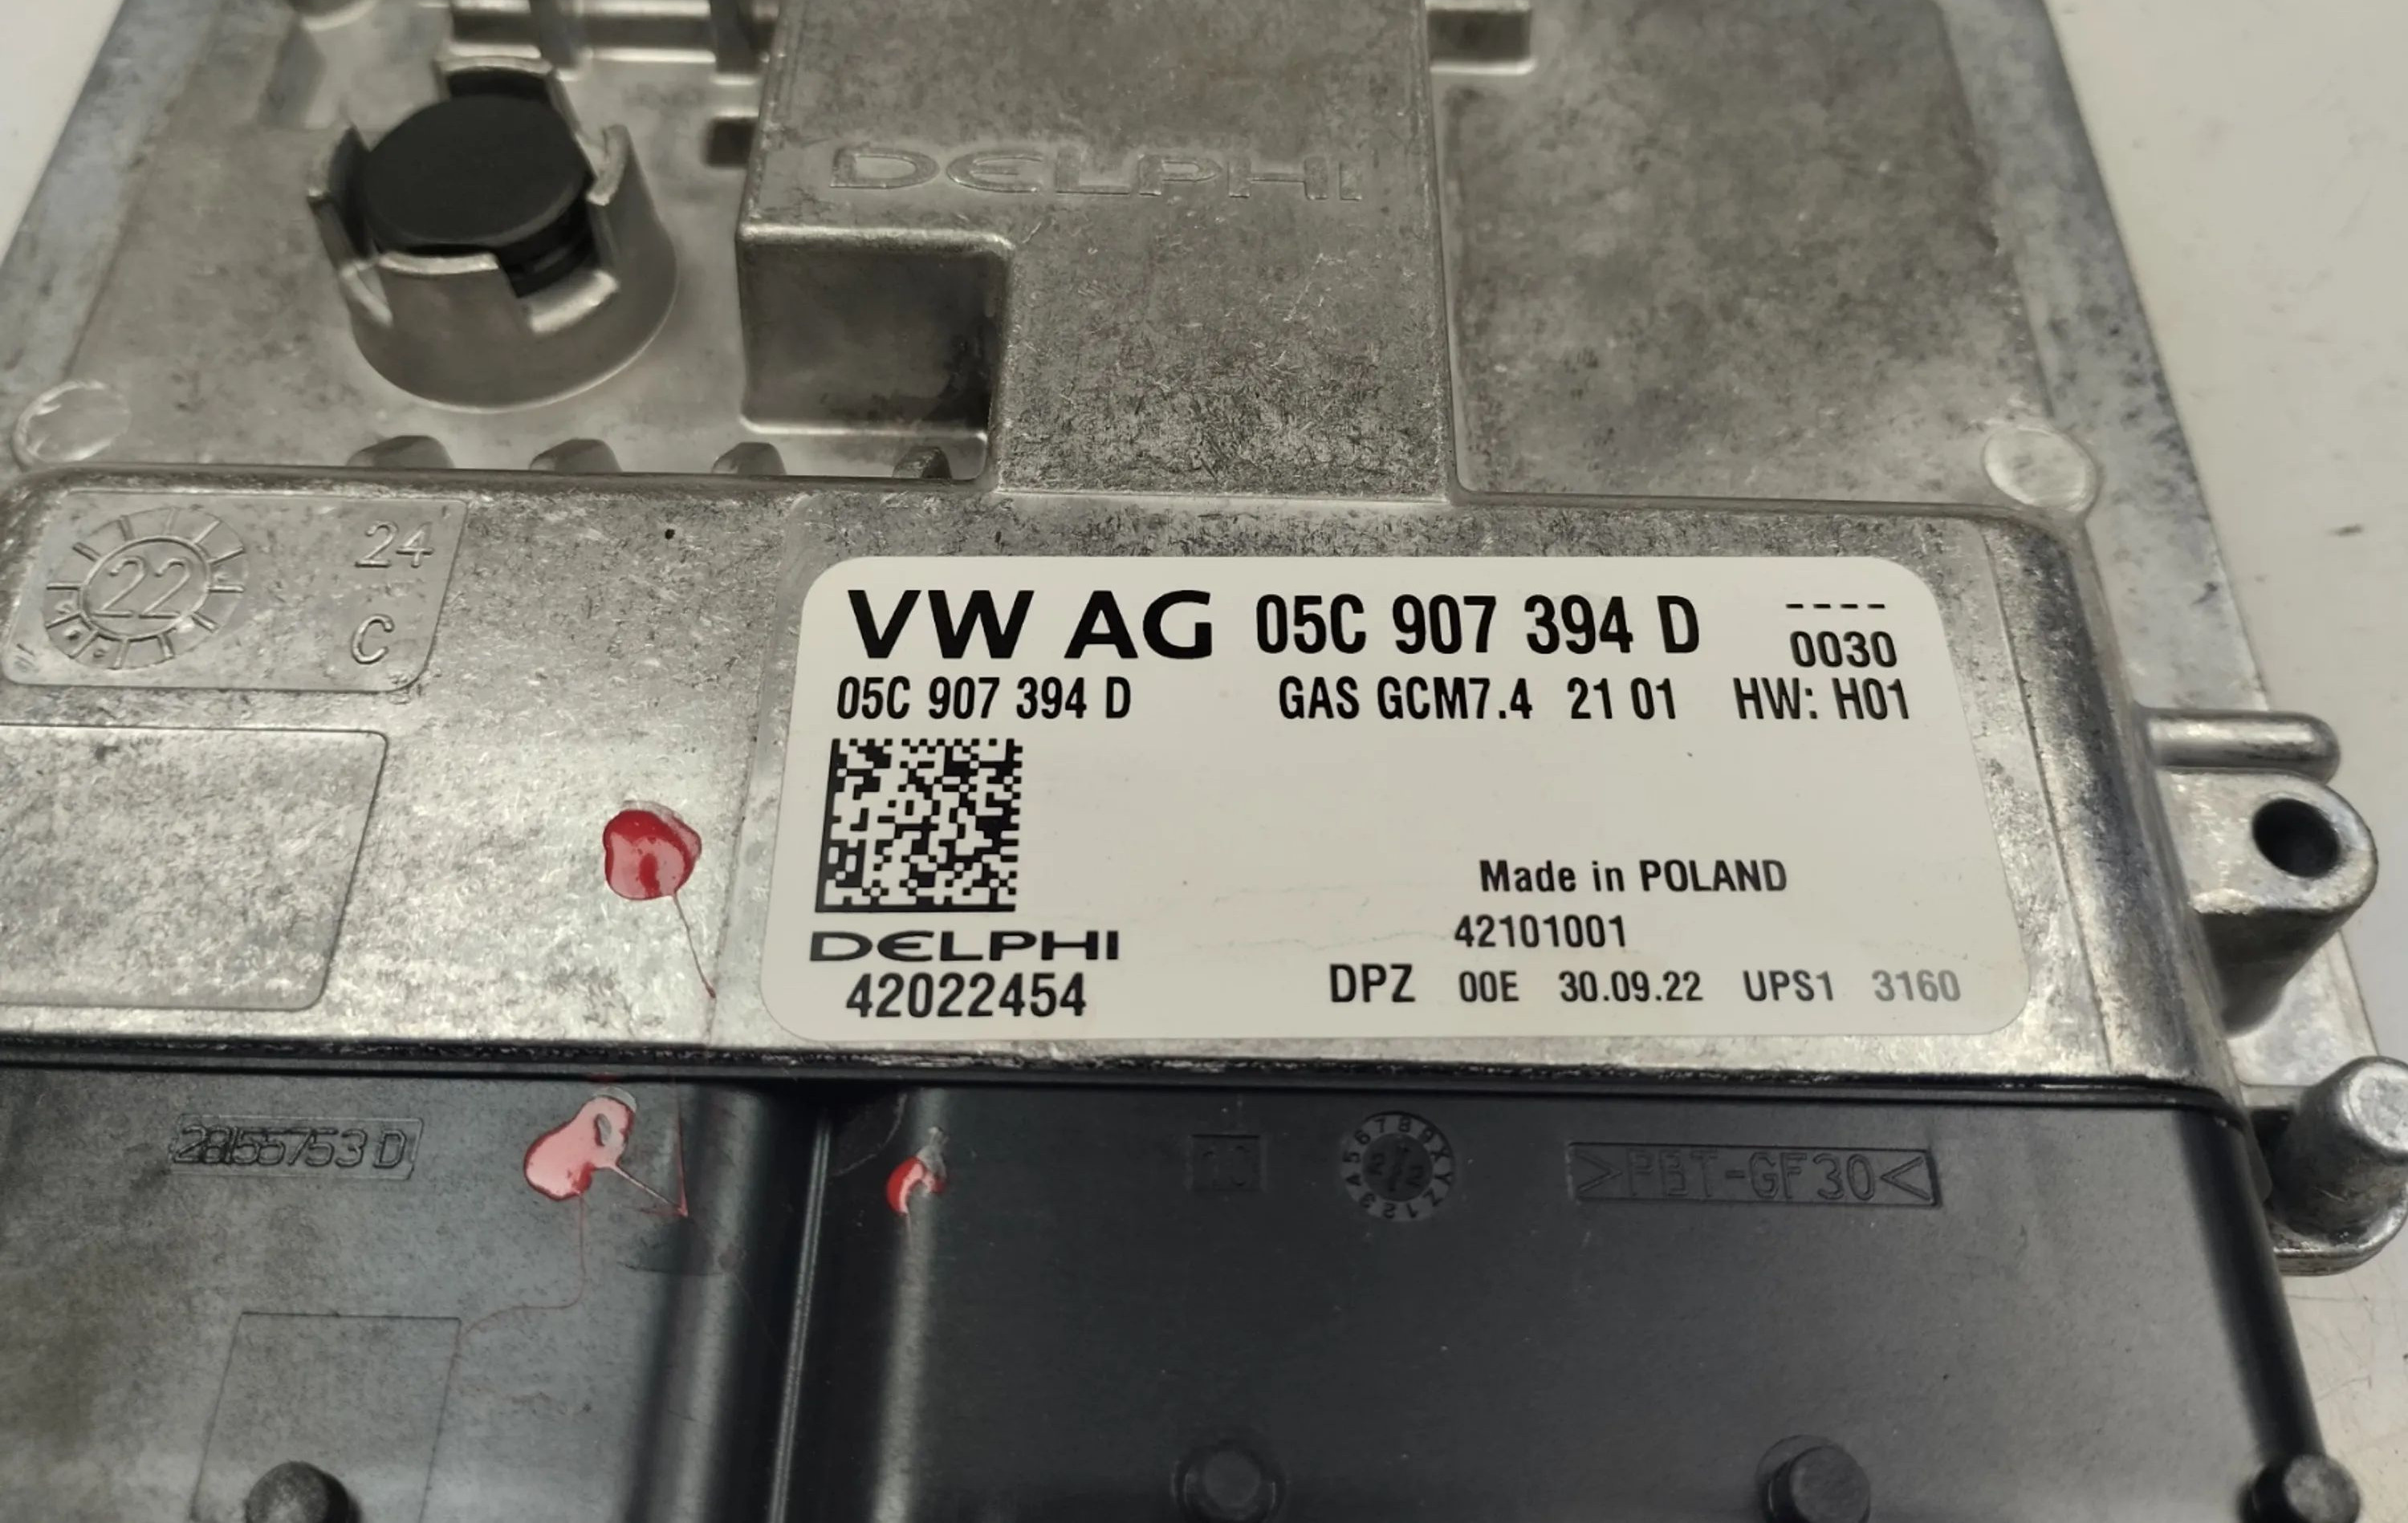 DELPHI
22
24
C
VW AG 05C 907 394 D
----
0030
05C 907 394 D GAS GCM7.4 21 01 HW: H01
Made in POLAND
42101001
DELPHI
42022454
DPZ 00E 30.09.22 UPS1 3160
28155753 D
>PBT-GF30<